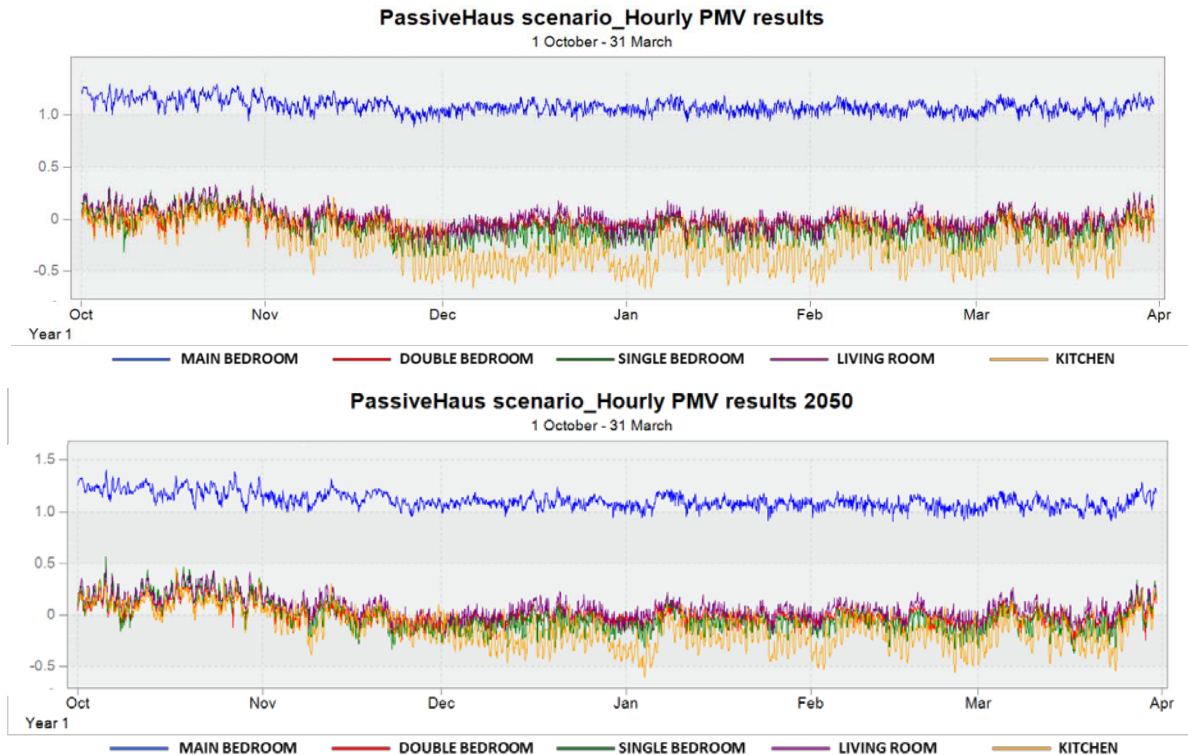 PassiveHaus scenario_Hourly PMV results
1 October - 31 March
1.0
0.5
0
-0.5
-
Oct Nov Dec Jan Feb Mar Apr
Year 1
MAIN BEDROOM DOUBLE BEDROOM SINGLE BEDROOM LIVING ROOM KITCHEN
PassiveHaus scenario_Hourly PMV results 2050
1 October - 31 March
1.5
1.0
0.5
0
-0.5
-
Oct Nov Dec Jan Feb Mar Apr
Year 1
MAIN BEDROOM DOUBLE BEDROOM SINGLE BEDROOM LIVING ROOM KITCHEN